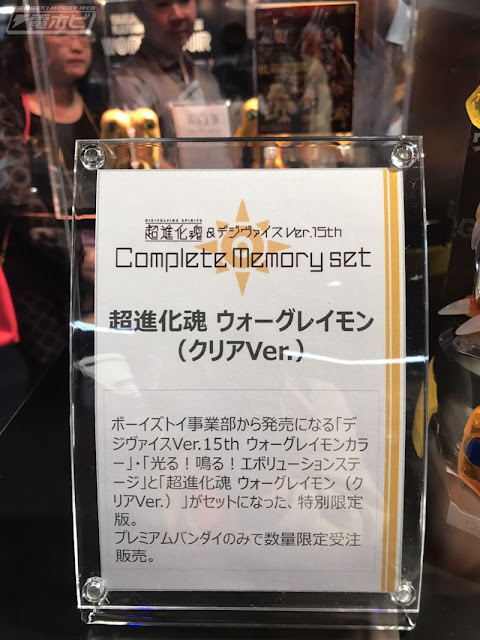 DENGEKI HOBBY WEB
電ホビ
DIGIVOLVING SPIRITS
超進化魂&デジヴァイスVer.15th
Complete Memory set
超進化魂 ウォーグレイモン
(クリアVer.)
ボーイズトイ事業部から発売になる「デ
ジヴァイスVer.15th ウォーグレイモンカラ
ー」・「光る!鳴る!エボリューションステ
ージ」と「超進化魂 ウォーグレイモン(ク
リアVer.)」がセットになった、特別限定
版。
プレミアムバンダイのみで数量限定受注
販売。